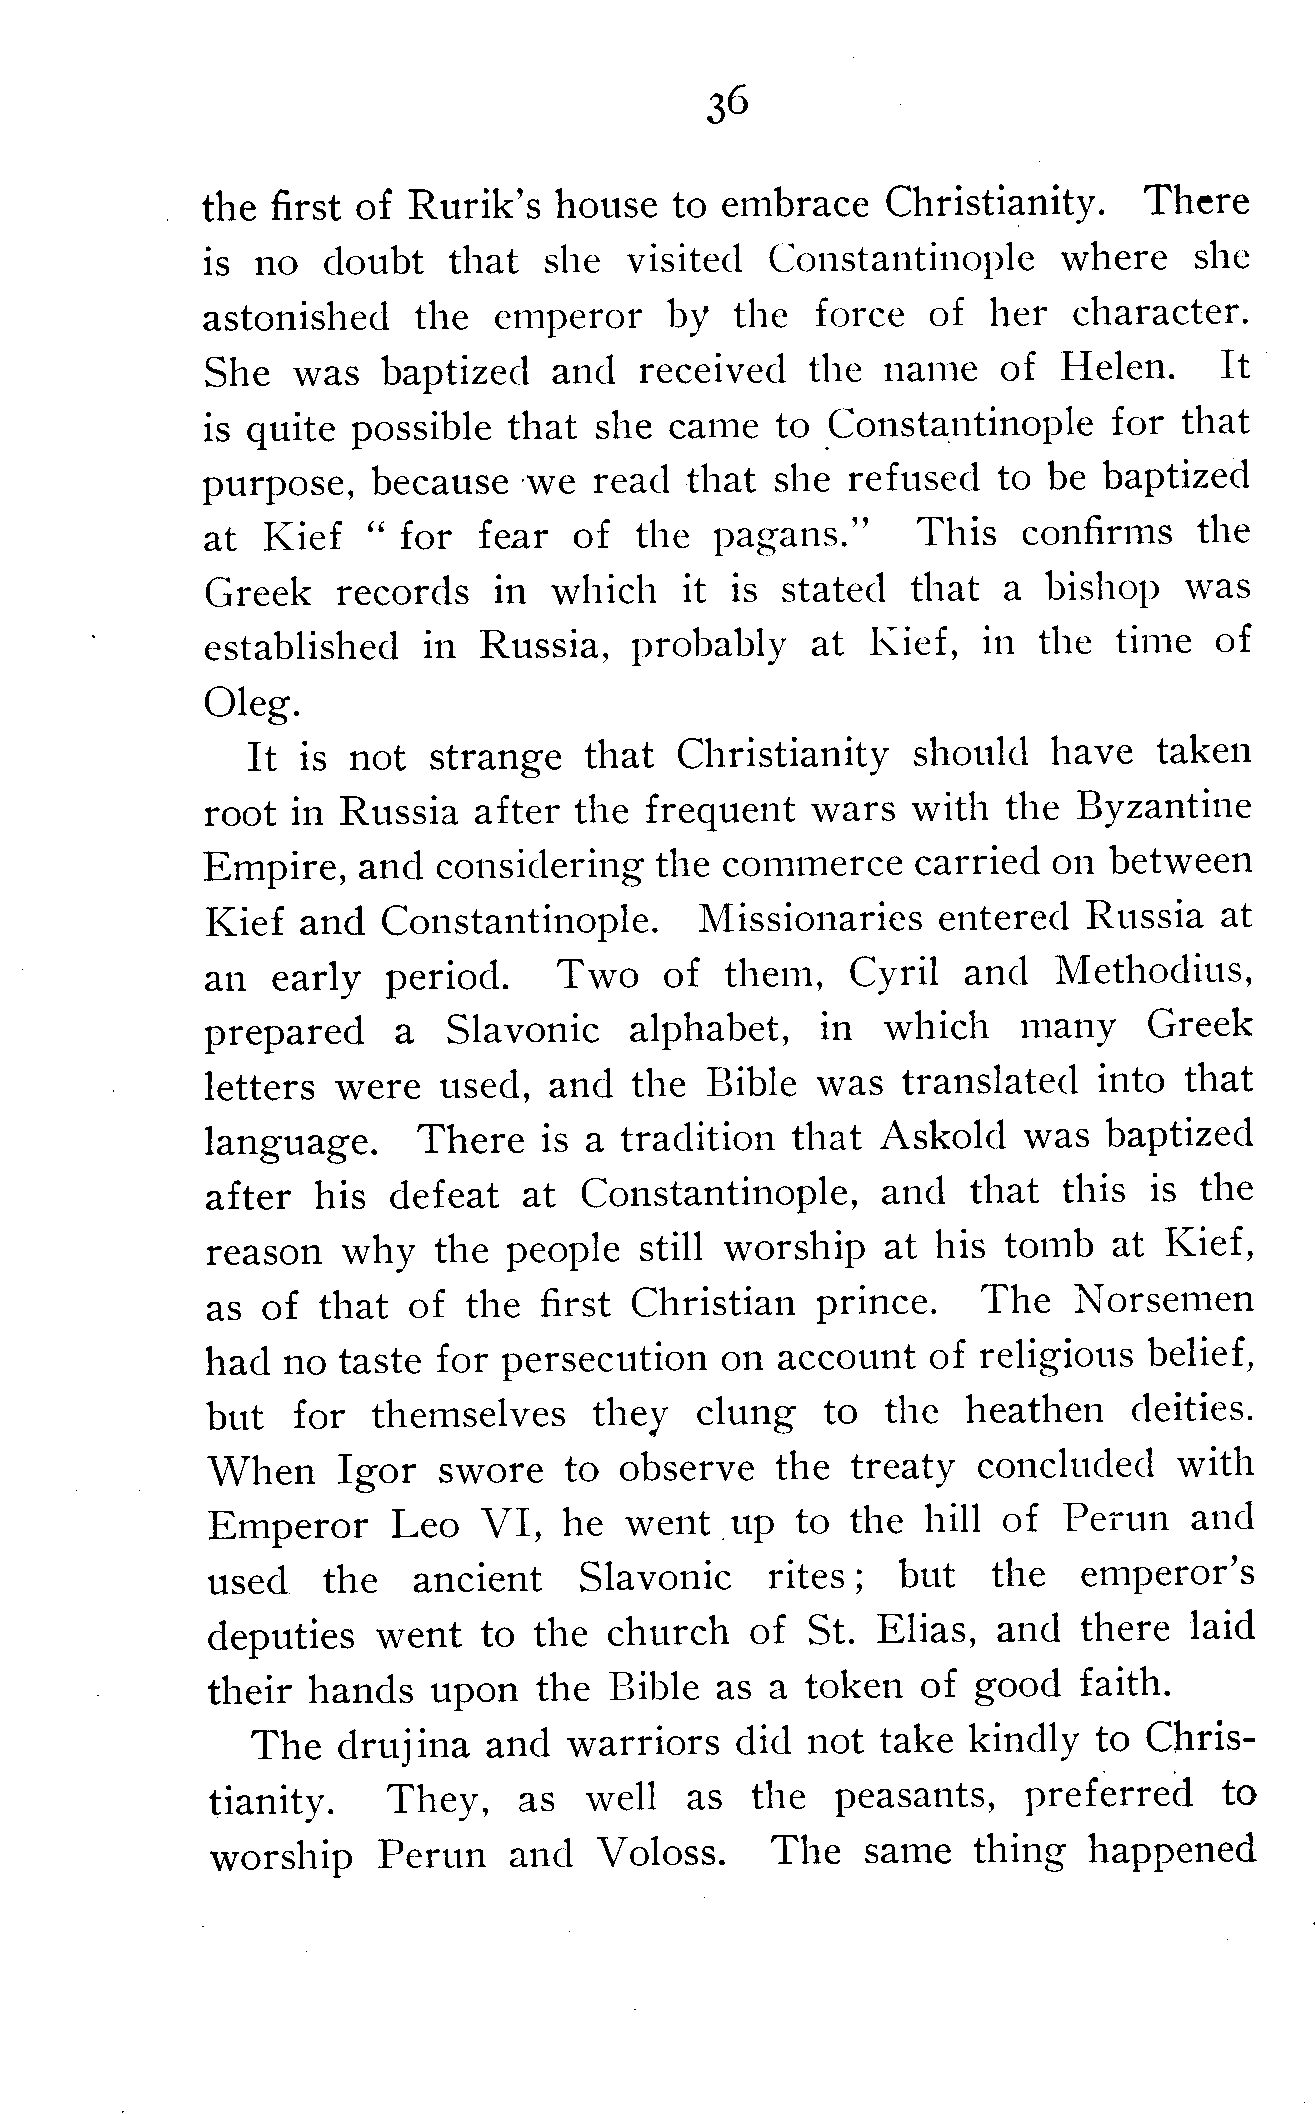 36
the first of Rurik's house to embrace Christianity. There
is no doubt that she visited Constantinople where she
astonished the emperor by the force of her character.
She was baptized and received the name of Helen. It
is quite possible that she came to Constantinople for that
purpose, because we read that she refused to be baptized
at Kief " for fear of the pagans." This confirms the
Greek records in which it is stated that a bishop was
established in Russia, probably at Kief, in the time of
Oleg.
It is not strange that Christianity should have taken
root in Russia after the frequent wars with the Byzantine
Empire, and considering the commerce carried on between
Kief and Constantinople. Missionaries entered Russia at
an early period. Two of them, Cyril and Methodius,
prepared a Slavonic alphabet, in which many Greek
letters were used, and the Bible was translated into that
language. There is a tradition that Askold was baptized
after his defeat at Constantinople, and that this is the
reason why the people still worship at his tomb at Kief,
as of that of the first Christian prince. The Norsemen
had no taste for persecution on account of religious belief,
but for themselves they clung to the heathen deities.
When Igor swore to observe the treaty concluded with
Emperor Leo VI, he went up to the hill of Perun and
used the ancient Slavonic rites; but the emperor's
deputies went to the church of St. Elias, and there laid
their hands upon the Bible as a token of good faith.
The drujina and warriors did not take kindly to Chris-
tianity. They, as well as the peasants, preferred to
worship Perun and Voloss. The same thing happened